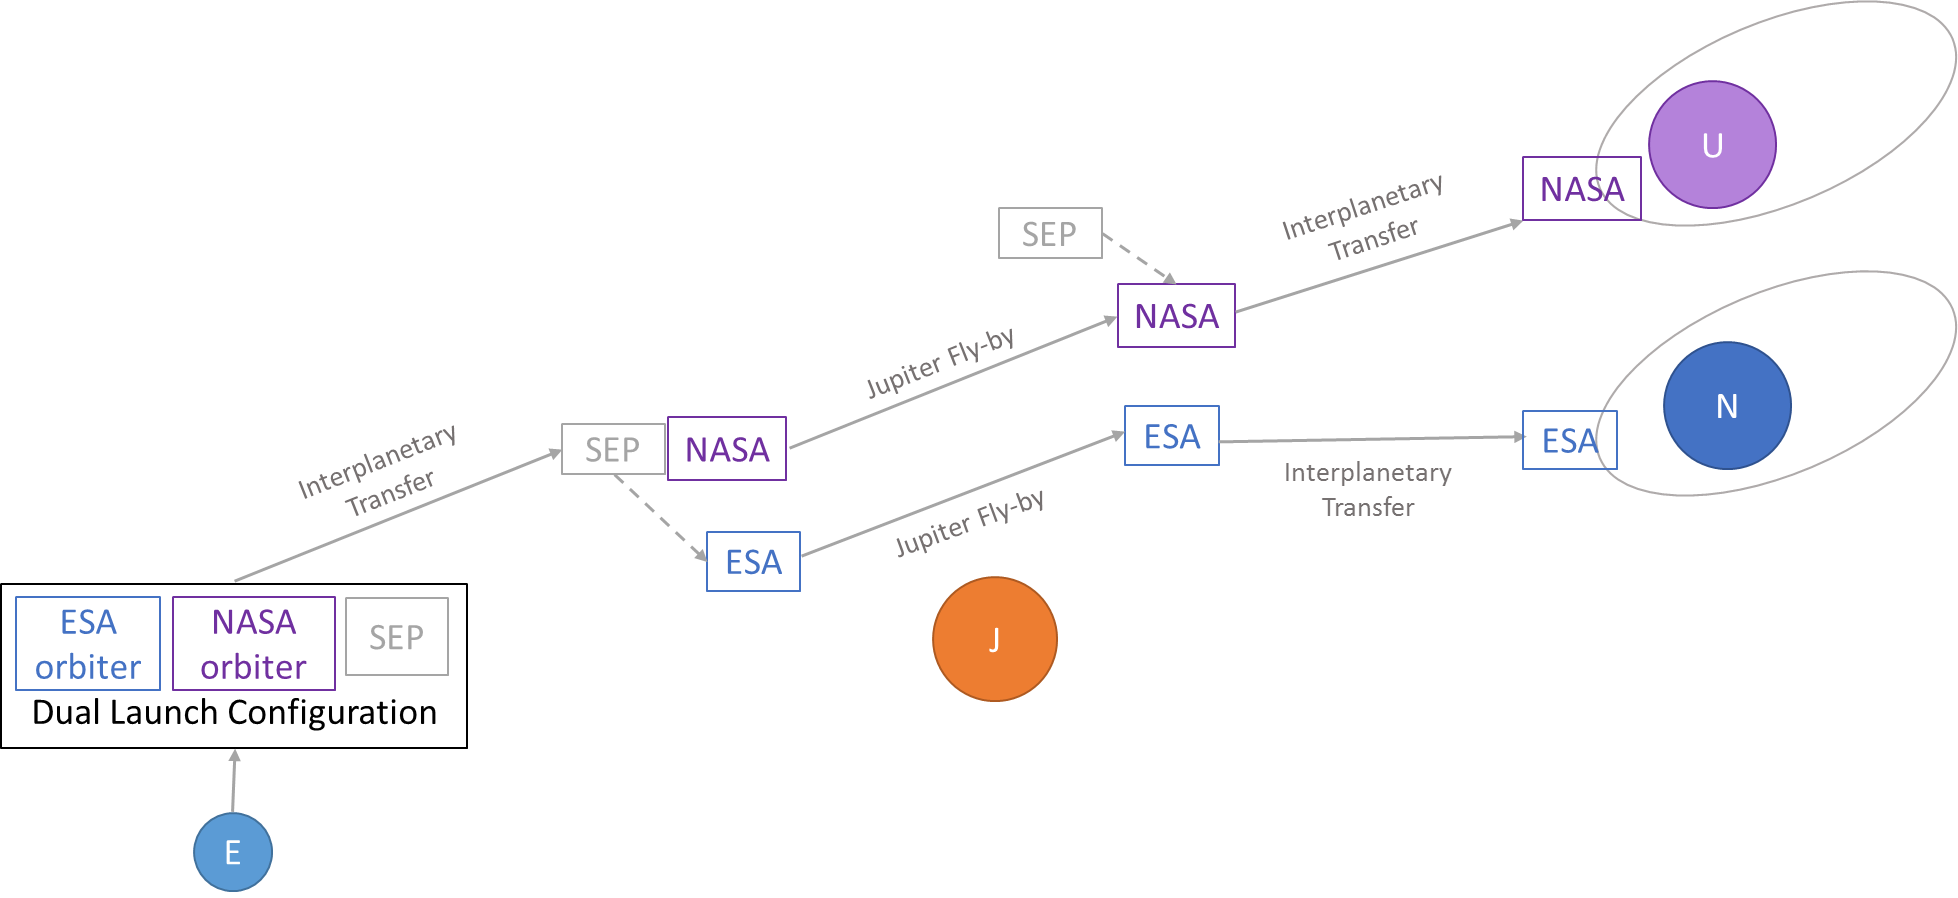 U
NASA
Interplanetary
Transfer
SEP
NASA
Jupiter Fly-by
N
ESA
ESA
Interplanetary
Transfer
Interplanetary
Transfer
SEP
NASA
Jupiter Fly-by
ESA
J
ESA
orbiter
NASA
orbiter
SEP
Dual Launch Configuration
E